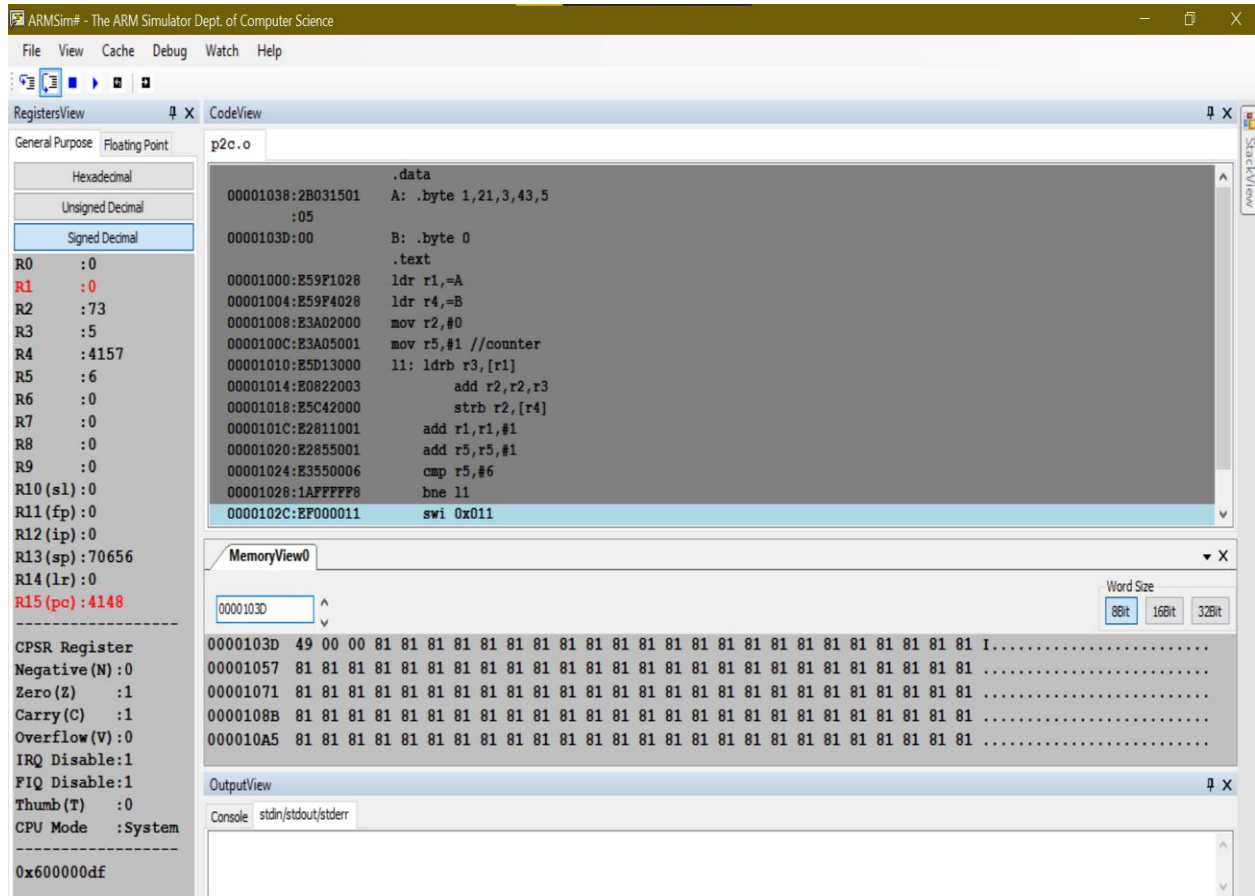 ARMSim# - The ARM Simulator Dept. of Computer Science
File View Cache Debug Watch Help
RegistersView
General Purpose Floating Point
Hexadecimal
Unsigned Decimal
Signed Decimal
R0 :0
R1 :0
R2 :73
R3 :5
R4 :4157
R5 :6
R6 :0
R7 :0
R8 :0
R9 :0
R10(sl):0
R11(fp):0
R12(ip):0
R13(sp):70656
R14(lr):0
R15(pc):4148
------------------
CPSR Register
Negative(N):0
Zero(Z) :1
Carry(C) :1
Overflow(V):0
IRQ Disable:1
FIQ Disable:1
Thumb(T) :0
CPU Mode :System
------------------
0x600000df
CodeView
p2c.o
.data
00001038:2B031501 A: .byte 1,21,3,43,5
:05
0000103D:00 B: .byte 0
.text
00001000:E59F1028 ldr r1,=A
00001004:E59F4028 ldr r4,=B
00001008:E3A02000 mov r2,#0
0000100C:E3A05001 mov r5,#1 //counter
00001010:E5D13000 l1: ldrb r3,[r1]
00001014:E0822003 add r2,r2,r3
00001018:E5C42000 strb r2,[r4]
0000101C:E2811001 add r1,r1,#1
00001020:E2855001 add r5,r5,#1
00001024:E3550006 cmp r5,#6
00001028:1AFFFFF8 bne l1
0000102C:EF000011 swi 0x011
MemoryView0
Word Size
0000103D
8Bit 16Bit 32Bit
0000103D 49 00 00 81 81 81 81 81 81 81 81 81 81 81 81 81 81 81 81 81 81 81 81 81 81 81 I.........................
00001057 81 81 81 81 81 81 81 81 81 81 81 81 81 81 81 81 81 81 81 81 81 81 81 81 81 81 ..........................
00001071 81 81 81 81 81 81 81 81 81 81 81 81 81 81 81 81 81 81 81 81 81 81 81 81 81 81 ..........................
0000108B 81 81 81 81 81 81 81 81 81 81 81 81 81 81 81 81 81 81 81 81 81 81 81 81 81 81 ..........................
000010A5 81 81 81 81 81 81 81 81 81 81 81 81 81 81 81 81 81 81 81 81 81 81 81 81 81 81 ..........................
OutputView
Console stdin/stdout/stderr
StackView